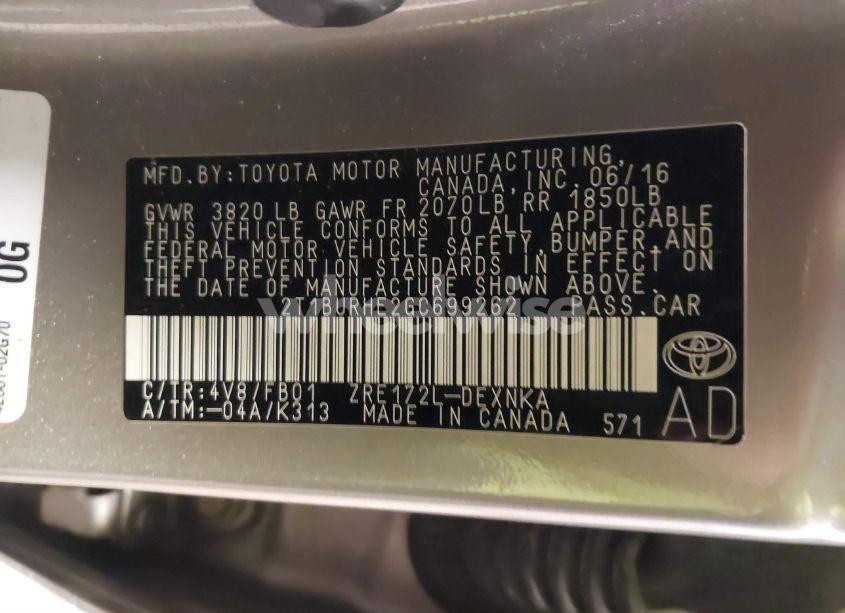 MFD.BY:TOYOTA MOTOR MANUFACTURING,
CANADA, INC. 06/16
GVWR 3820 LB GAWR FR 2070LB, RR 1850LB
THIS VEHICLE CONFORMS TO ALL APPLICABLE
FEDERAL MOTOR VEHICLE SAFETY, BUMPER, AND
THEFT PREVENTION STANDARDS IN EFFECT ON
THE DATE OF MANUFACTURE SHOWN ABOVE.
PASS.CAR
wheelwise
C/TR:4V8/FB01 ZRE172L-DEXNKA
A/TM:-04A/K313 MADE IN CANADA 571
AD
0G